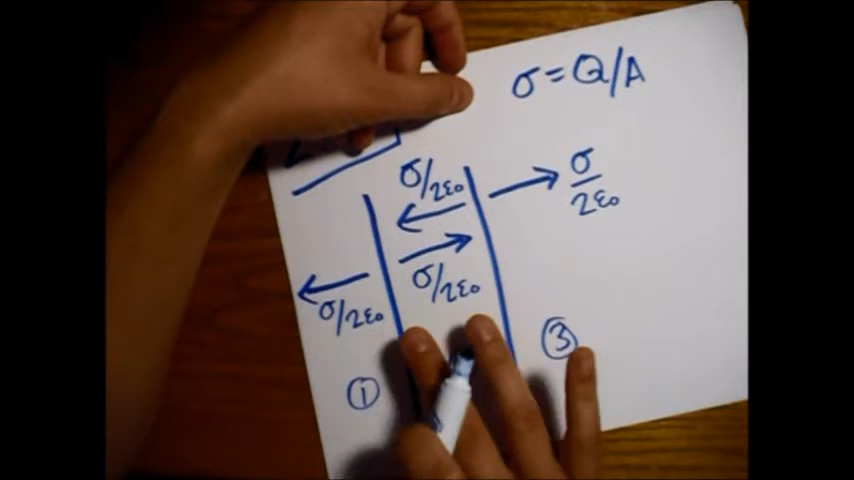 σ = Q/A
σ/2ε₀
σ
2ε₀
σ/2ε₀
σ/2ε₀
①
③